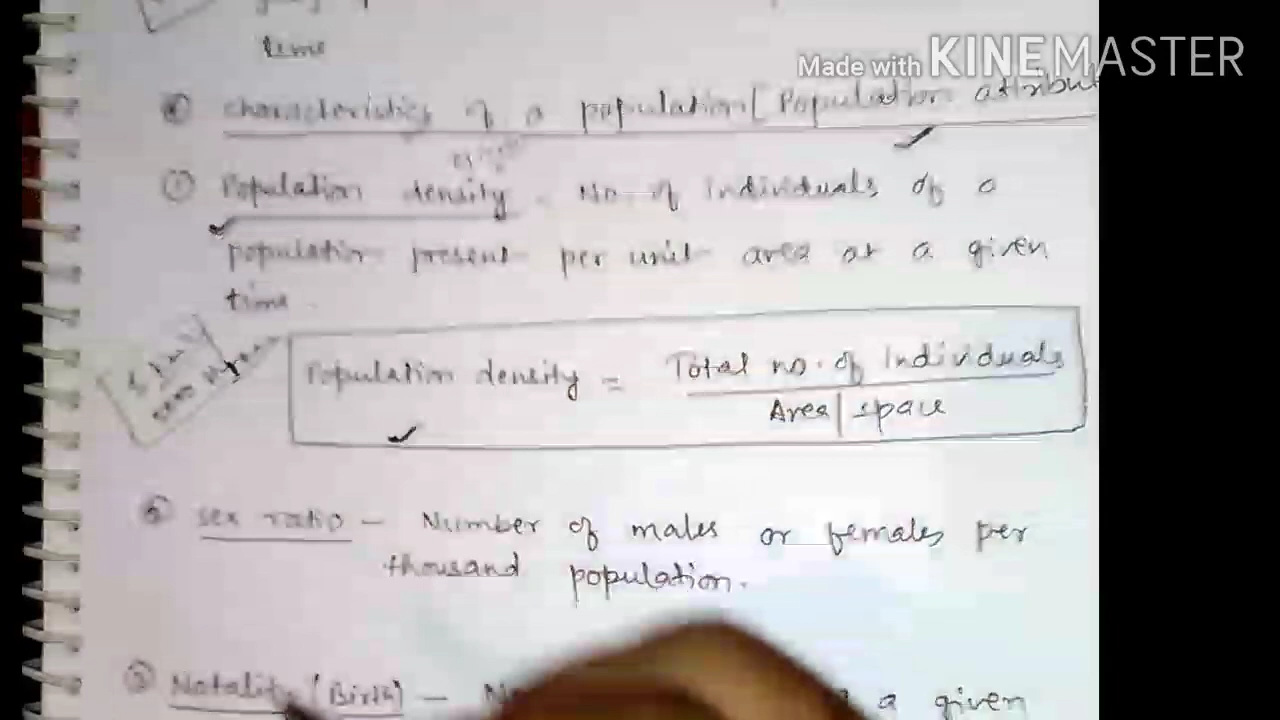 time
Made with KINEMASTER
characteristics of a population [Population attribut
① Population density - No. of individuals of a
population present per unit area at a given
time.
Population density = Total no. of individuals
Area / space
sex ratio - Number of males or females per
thousand population.
③ Natality (Birth) - a given